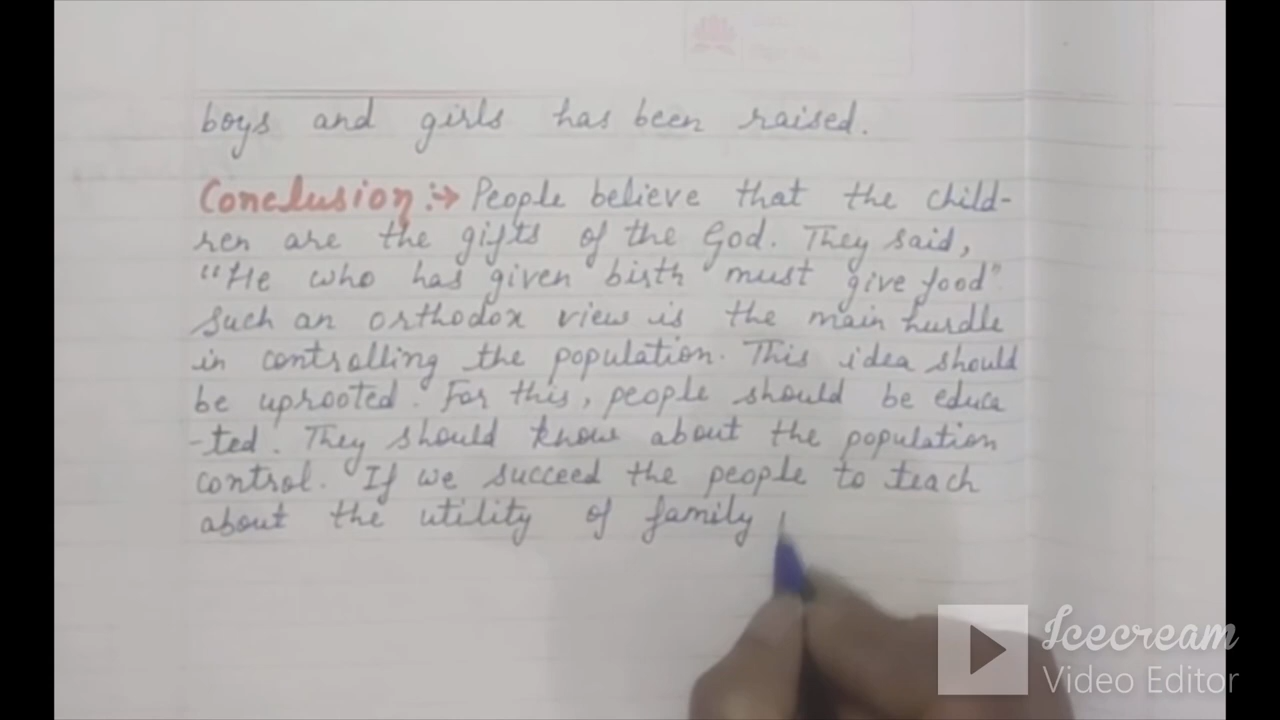 boys and girls has been raised.
Conclusion :→ People believe that the child-
ren are the gifts of the God. They said,
"He who has given birth must give food"
Such an orthodox view is the main hurdle
in controlling the population. This idea should
be uprooted. For this, people should be educa
-ted. They should know about the population
control. If we succeed the people to teach
about the utility of family
Icecream
Video Editor